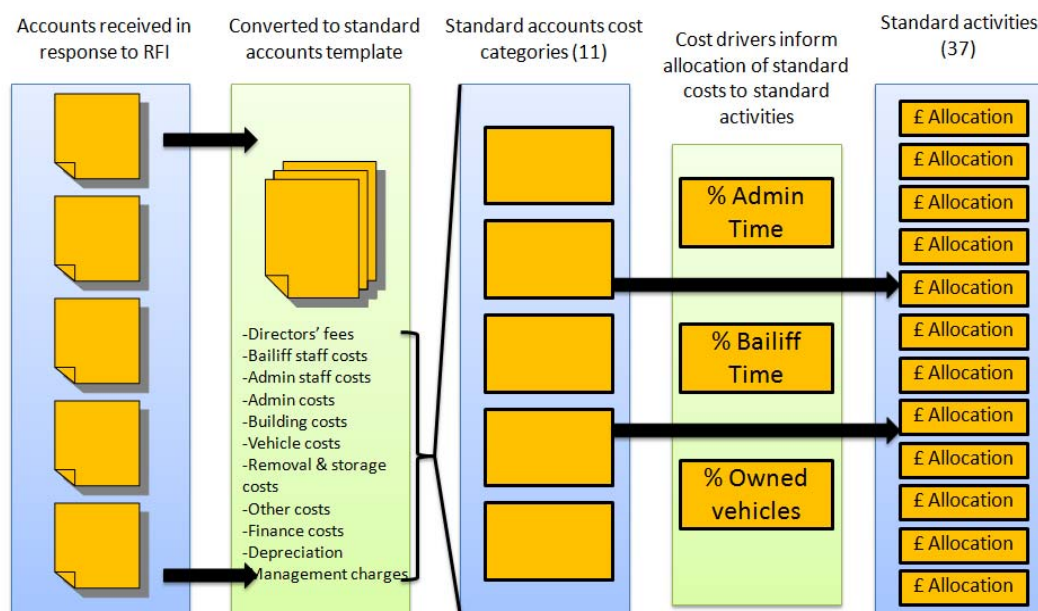 Accounts received in
response to RFI
Converted to standard
accounts template
-Directors' fees
-Bailiff staff costs
-Admin staff costs
-Admin costs
-Building costs
-Vehicle costs
-Removal & storage
costs
-Other costs
-Finance costs
-Depreciation
-Management charges
Standard accounts cost
categories (11)
Cost drivers inform
allocation of standard
costs to standard
activities
% Admin
Time
% Bailiff
Time
% Owned
vehicles
Standard activities
(37)
£ Allocation
£ Allocation
£ Allocation
£ Allocation
£ Allocation
£ Allocation
£ Allocation
£ Allocation
£ Allocation
£ Allocation
£ Allocation
£ Allocation